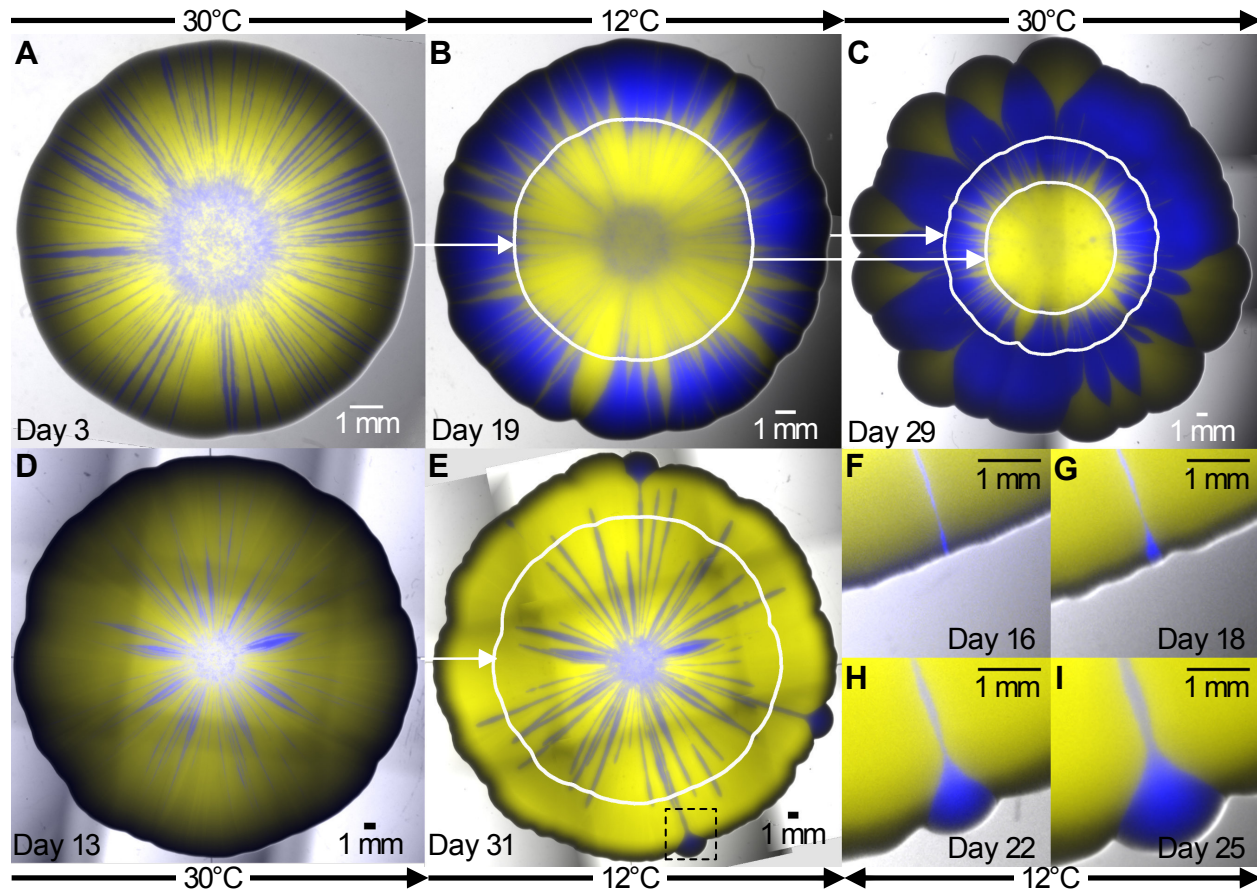 30°C 12°C 30°C
A B C
1 mm 1 mm 1 mm
Day 3 Day 19 Day 29
D E F G
1 mm 1 mm
Day 16 Day 18
H I
1 mm 1 mm
Day 13 1 mm Day 31 1 mm Day 22 Day 25
30°C 12°C 12°C